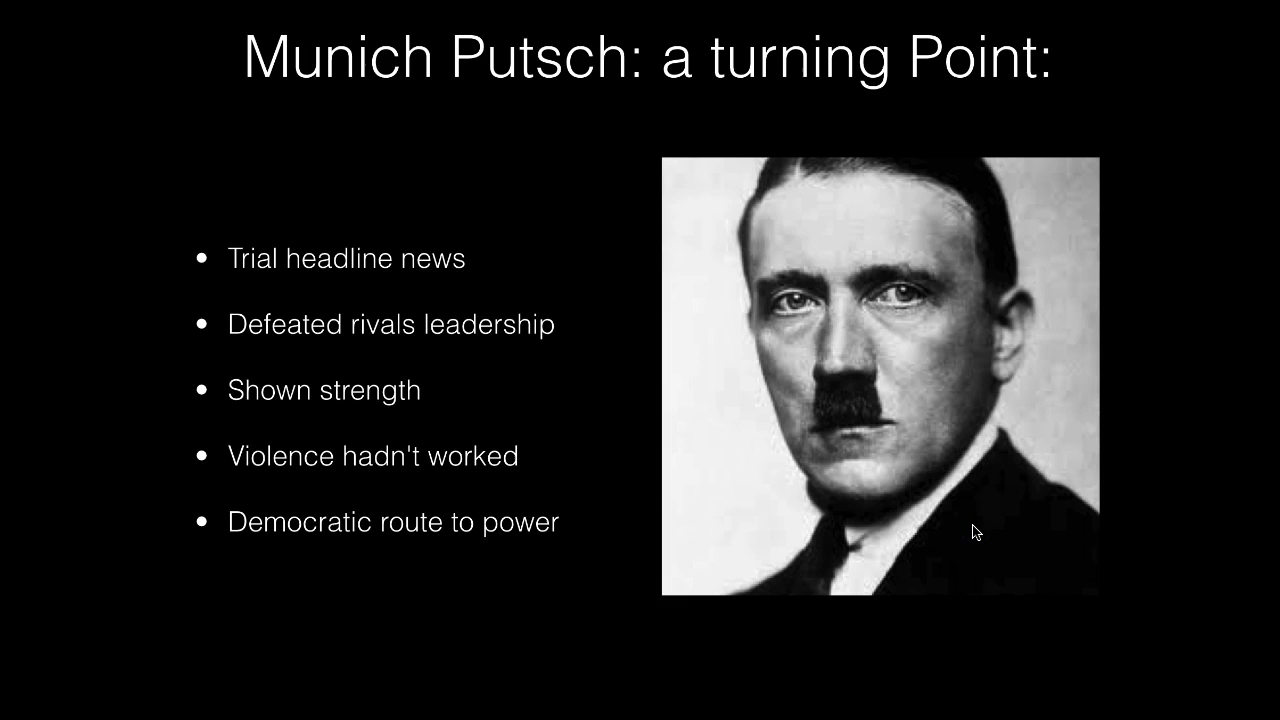 Munich Putsch: a turning Point:
• Trial headline news
• Defeated rivals leadership
• Shown strength
• Violence hadn't worked
• Democratic route to power